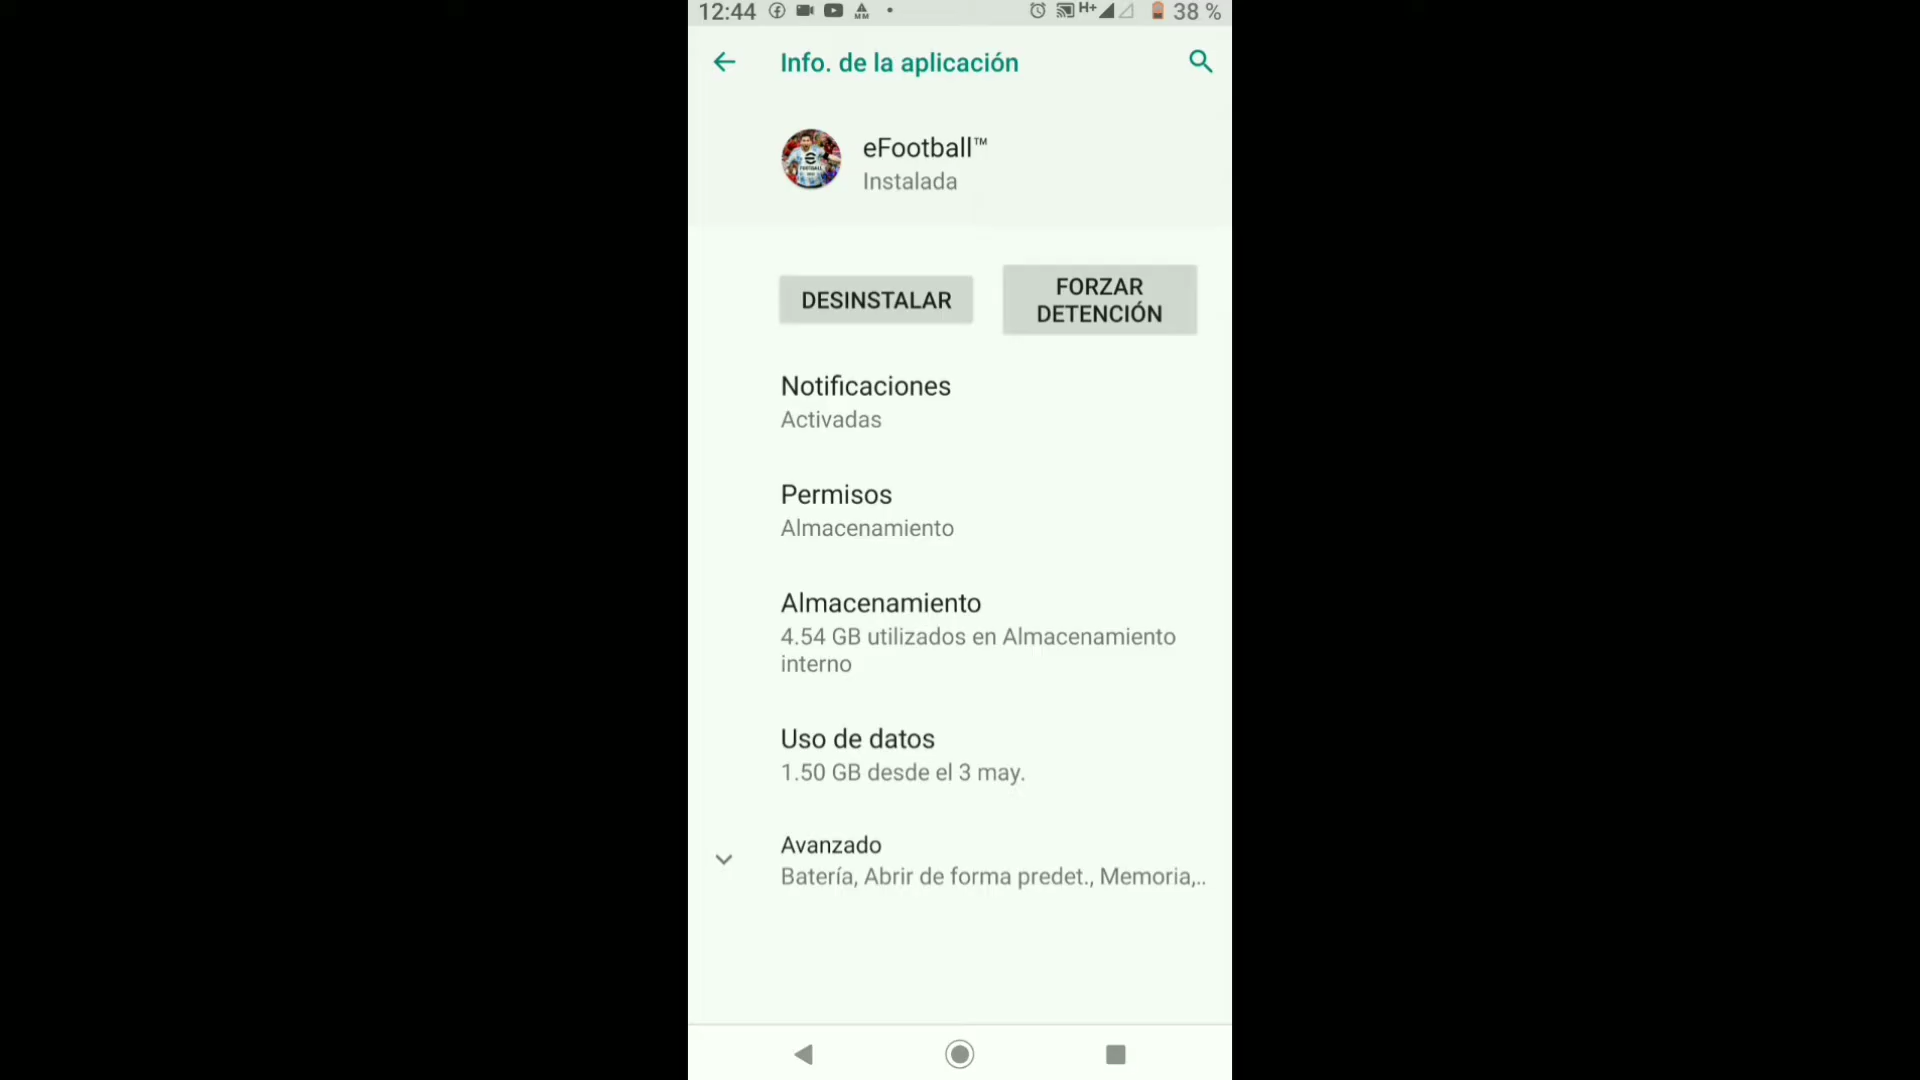 12:44
H+
38 %
Info. de la aplicación
eFootball™
Instalada
DESINSTALAR
FORZAR
DETENCIÓN
Notificaciones
Activadas
Permisos
Almacenamiento
Almacenamiento
4.54 GB utilizados en Almacenamiento
interno
Uso de datos
1.50 GB desde el 3 may.
Avanzado
Batería, Abrir de forma predet., Memoria,..